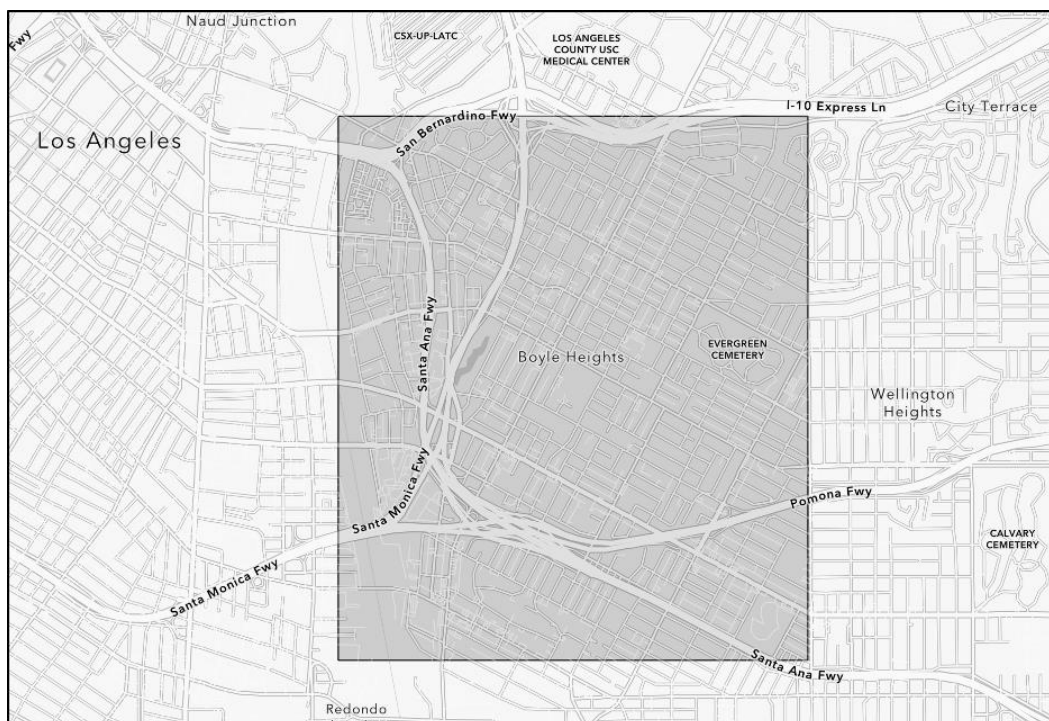 Naud Junction
Fwy
CSX-UP-LATC
LOS ANGELES
COUNTY USC
MEDICAL CENTER
I-10 Express Ln
City Terrace
San Bernardino Fwy
Los Angeles
Santa Ana Fwy
Boyle Heights
EVERGREEN
CEMETERY
Wellington
Heights
Santa Monica Fwy
Pomona Fwy
CALVARY
CEMETERY
Santa Monica Fwy
Santa Ana Fwy
Redondo